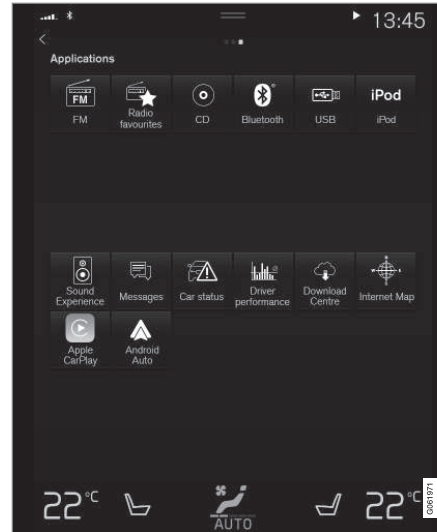 13:45
Applications
FM
iPod
FM
Radio
favourites
CD
Bluetooth
USB
iPod
Sound
Experience
Messages
Car status
Driver
performance
Download
Centre
Internet Map
Apple
CarPlay
Android
Auto
22°C
AUTO
22°C
G061971